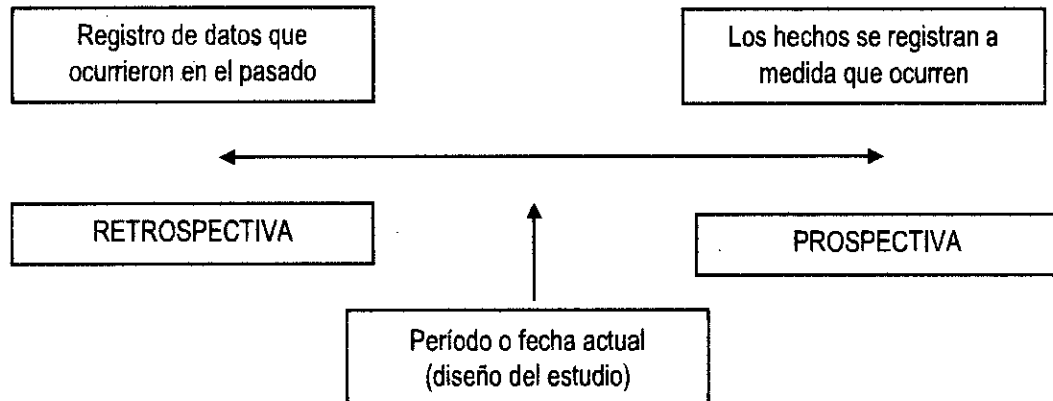 Registro de datos que
ocurrieron en el pasado
Los hechos se registran a
medida que ocurren
RETROSPECTIVA
PROSPECTIVA
Período o fecha actual
(diseño del estudio)